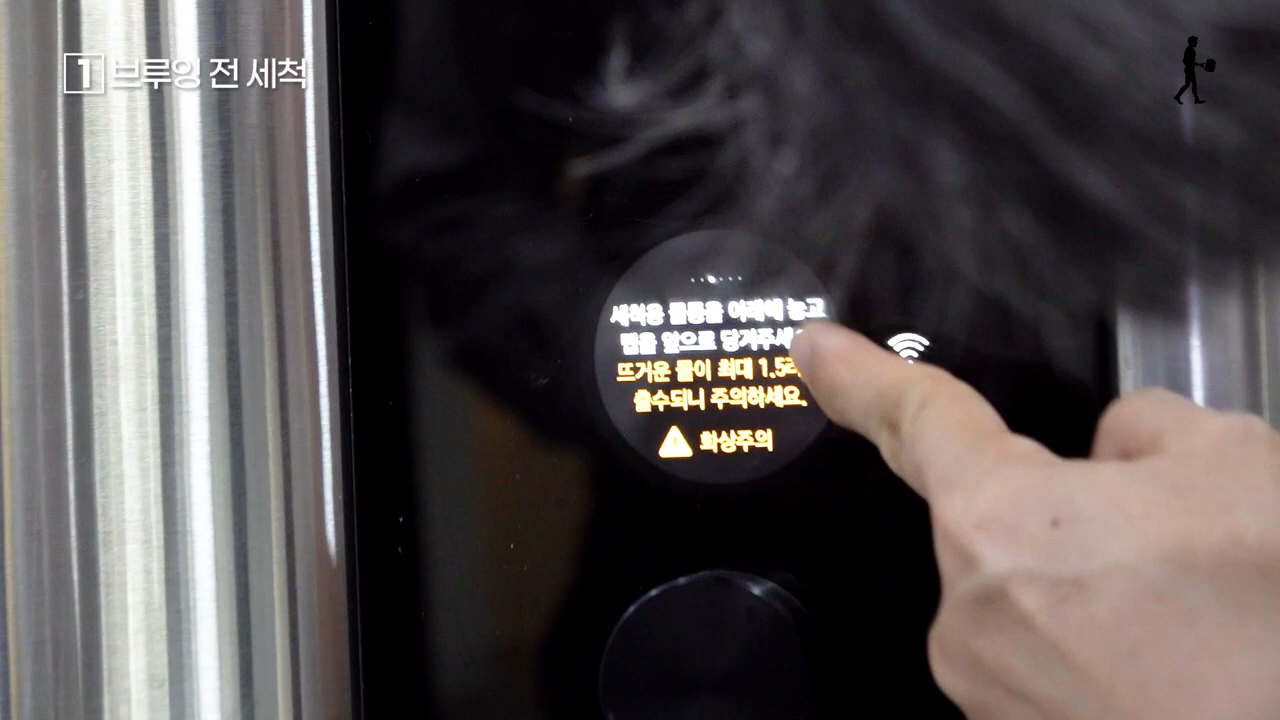 1 브루잉 전 세척
세척용 물통을 아래에 놓고
탭을 앞으로 당겨주세
뜨거운 물이 최대 1.5리
출수되니 주의하세요.
화상주의